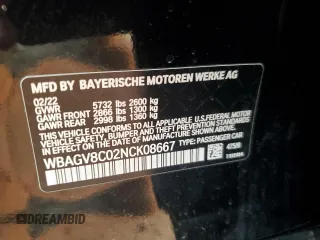 MFD BY BAYERISCHE MOTOREN WERKE AG
02/22
GVWR 5732 lbs 2600 kg
GAWR FRONT 2866 lbs 1300 kg
GAWR REAR 2998 lbs 1360 kg
THIS VEHICLE CONFORMS TO ALL APPLICABLE U.S. FEDERAL MOTOR
VEHICLE SAFETY, BUMPER AND THEFT PREVENTION STANDARDS IN
EFFECT ON THE DATE OF MANUFACTURE SHOWN ABOVE.
WBAGV8C02NCK08667 TYPE: PASSENGER CAR
475/B
DREAMBID